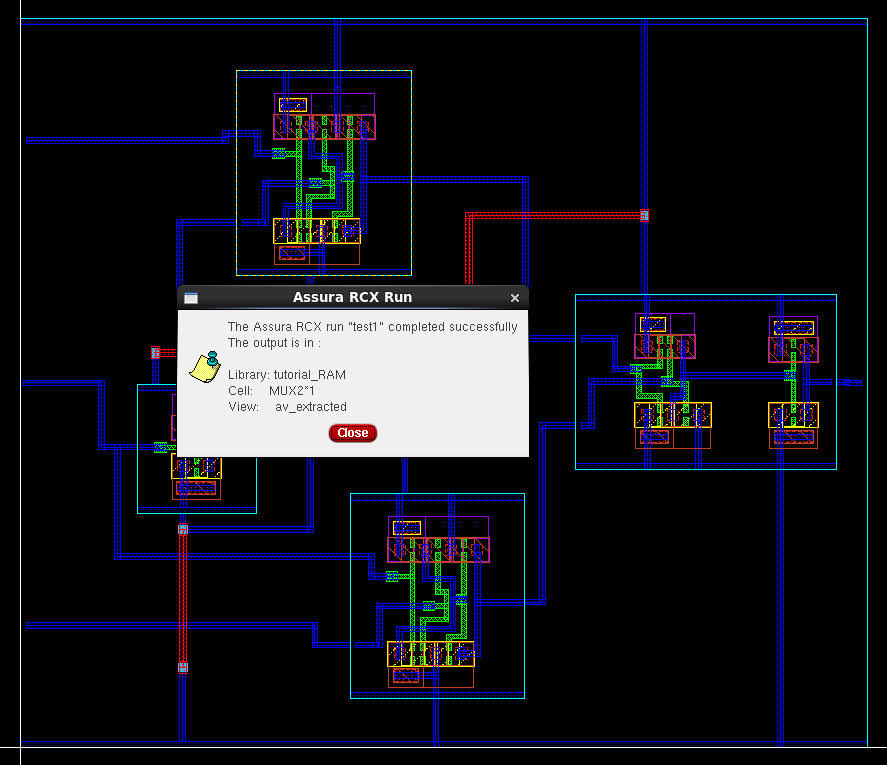 Assura RCX Run
The Assura RCX run "test1" completed successfully
The output is in :
Library: tutorial_RAM
Cell: MUX2*1
View: av_extracted
Close